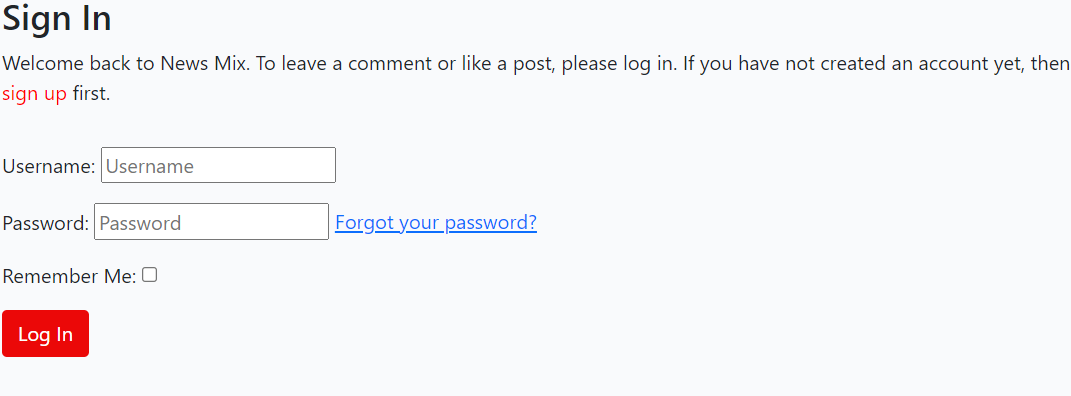 Sign In
Welcome back to News Mix. To leave a comment or like a post, please log in. If you have not created an account yet, then
sign up first.
Username: Username
Password: Password Forgot your password?
Remember Me:
Log In